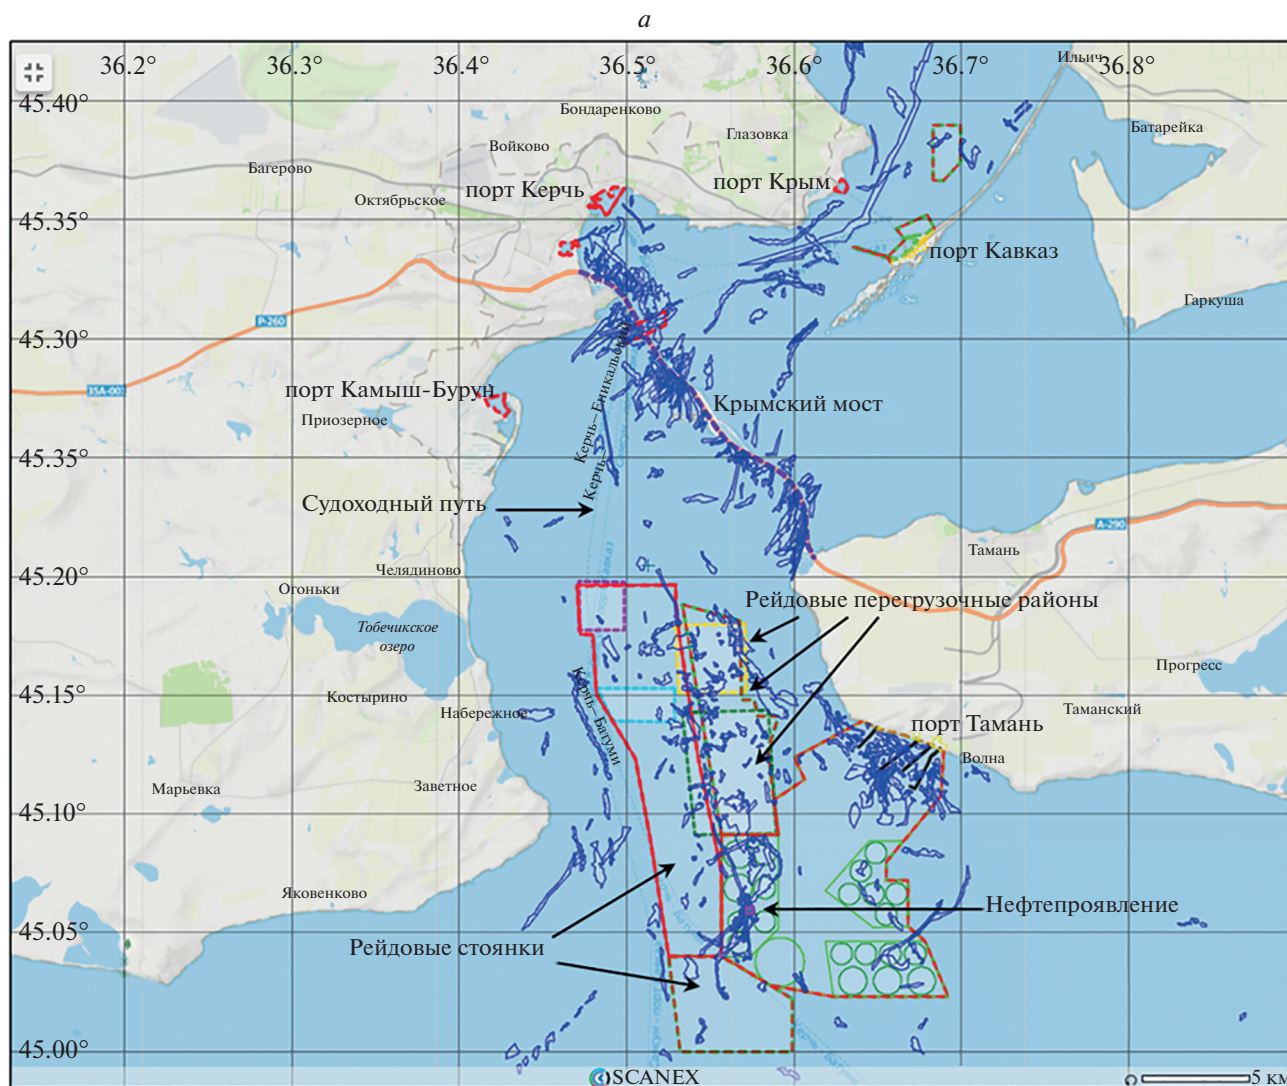 а
36.2° 36.3° 36.4° 36.5° 36.6° 36.7° 36.8°
Ильич
45.40°
Бондаренково
Батарейка
Глазовка
Войково
Багерово
порт Крым
порт Керчь
Октябрьское
45.35°
порт Кавказ
Гаркуша
Р-260
45.30°
Керчь–Еникальский
35А-002
порт Камыш-Бурун
Крымский мост
Приозерное
45.35°
Керчь–
Судоходный путь
А-290
Тамань
Челядиново
45.20°
Огоньки
Рейдовые перегрузочные районы
Тобечикское
озеро
Прогресс
45.15°
Костырино
Керчь–Батуми
Набережное
Таманский
порт Тамань
Волна
Заветное
Марьевка
45.10°
Яковенково
Нефтепроявление
45.05°
Рейдовые стоянки
45.00°
SCANEX
5 км